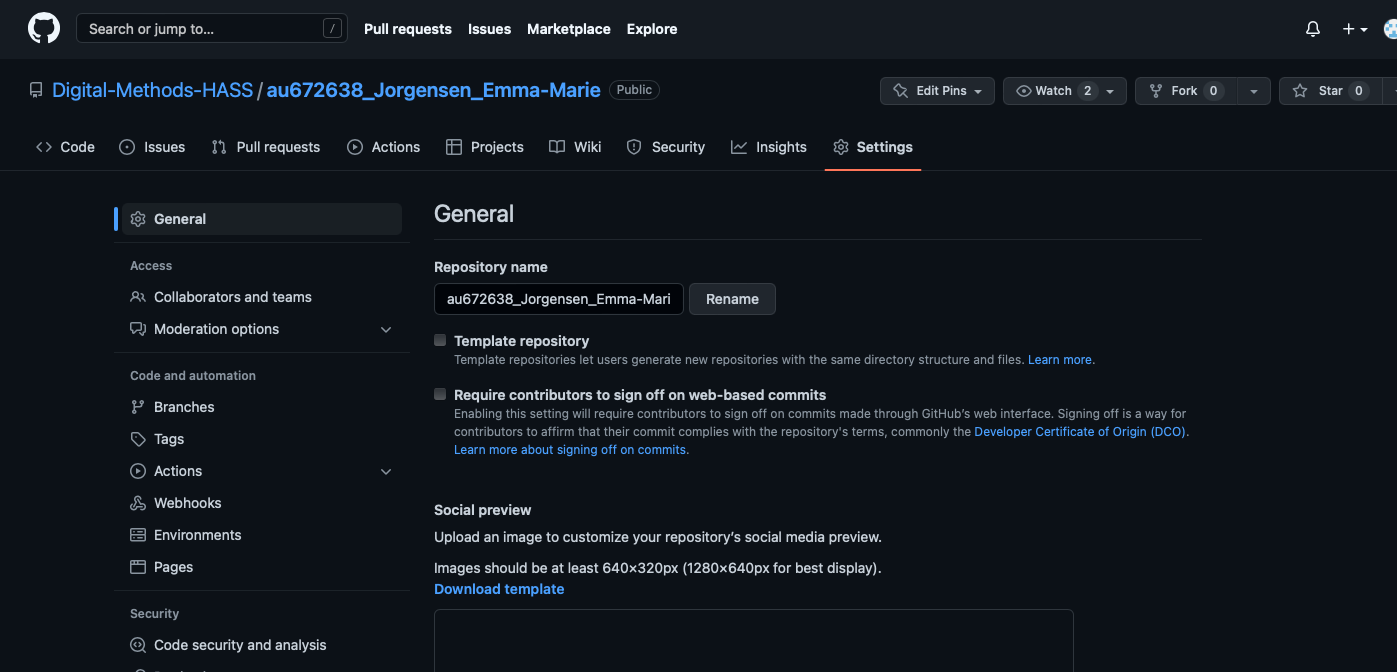 Search or jump to... /
Pull requests Issues Marketplace Explore
Digital-Methods-HASS / au672638_Jorgensen_Emma-Marie Public
Edit Pins Watch 2 Fork 0 Star 0
Code Issues Pull requests Actions Projects Wiki Security Insights Settings
General
Access
Collaborators and teams
Moderation options
Code and automation
Branches
Tags
Actions
Webhooks
Environments
Pages
Security
Code security and analysis
General
Repository name
au672638_Jorgensen_Emma-Mari Rename
Template repository
Template repositories let users generate new repositories with the same directory structure and files. Learn more.
Require contributors to sign off on web-based commits
Enabling this setting will require contributors to sign off on commits made through GitHub's web interface. Signing off is a way for
contributors to affirm that their commit complies with the repository's terms, commonly the Developer Certificate of Origin (DCO).
Learn more about signing off on commits.
Social preview
Upload an image to customize your repository's social media preview.
Images should be at least 640×320px (1280×640px for best display).
Download template